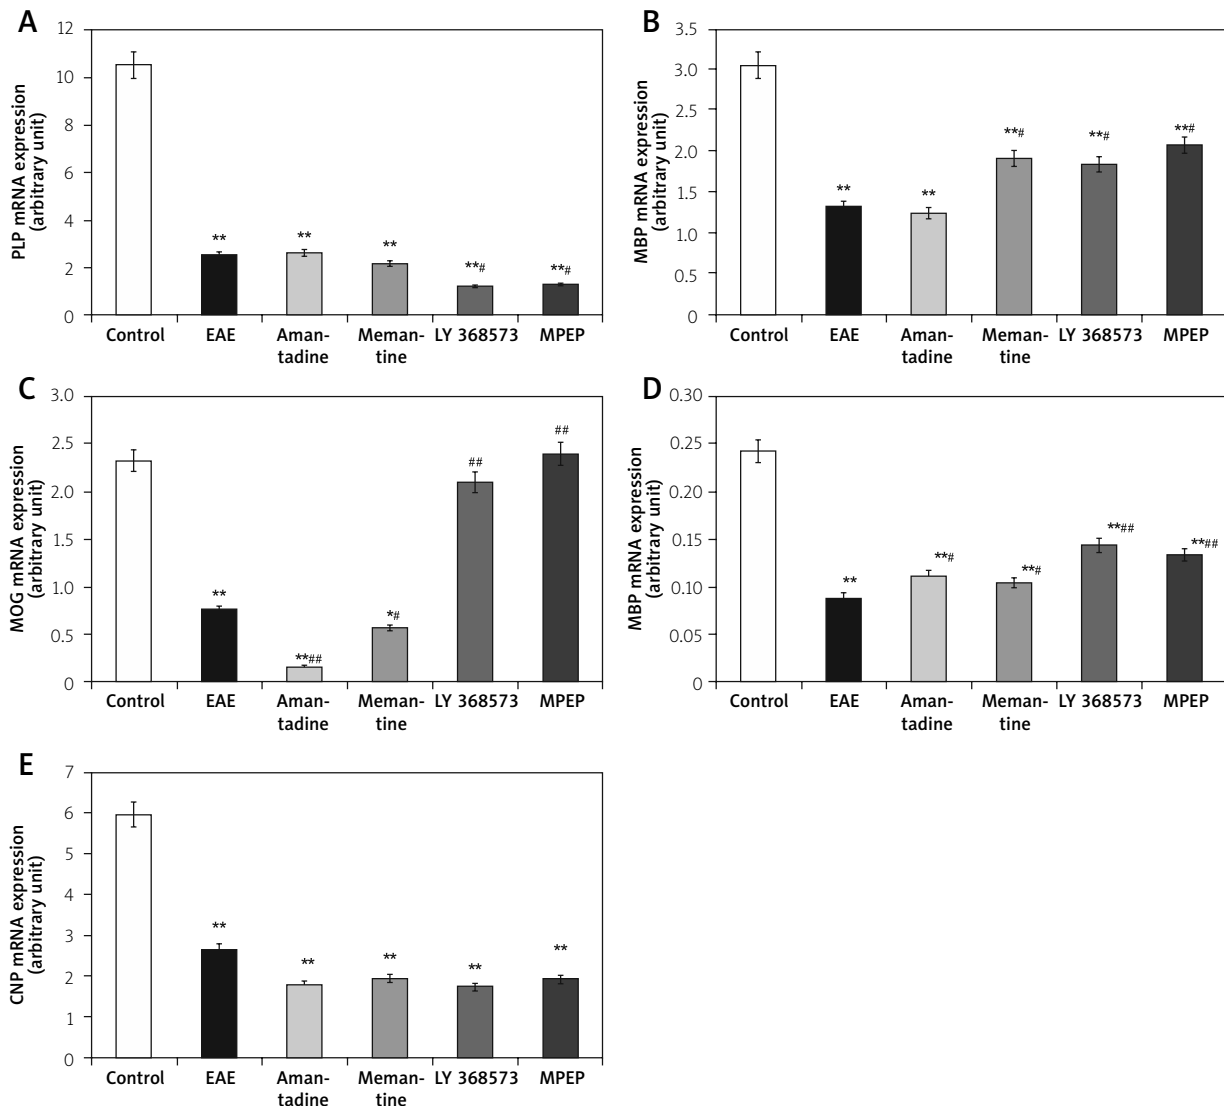 A
PLP mRNA expression
(arbitrary unit)
12
10
8
6
4
2
0
**
**
**
**#
**#
Control
EAE
Aman-
tadine
Meman-
tine
LY 368573
MPEP
B
MBP mRNA expression
(arbitrary unit)
3.5
3.0
2.5
2.0
1.5
1.0
0.5
0
**
**
**#
**#
**#
Control
EAE
Aman-
tadine
Meman-
tine
LY 368573
MPEP
C
MOG mRNA expression
(arbitrary unit)
3.0
2.5
2.0
1.5
1.0
0.5
0
**
**##
*#
##
##
Control
EAE
Aman-
tadine
Meman-
tine
LY 368573
MPEP
D
MBP mRNA expression
(arbitrary unit)
0.30
0.25
0.20
0.15
0.10
0.05
0
**
**#
**#
**##
**##
Control
EAE
Aman-
tadine
Meman-
tine
LY 368573
MPEP
E
CNP mRNA expression
(arbitrary unit)
7
6
5
4
3
2
1
0
**
**
**
**
**
Control
EAE
Aman-
tadine
Meman-
tine
LY 368573
MPEP